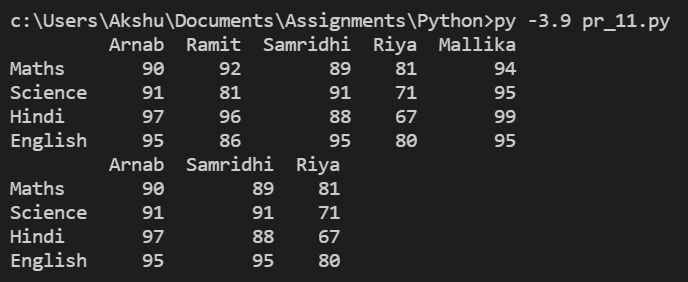 c:\Users\Akshu\Documents\Assignments\Python>py -3.9 pr_11.py
         Arnab  Ramit  Samridhi  Riya  Mallika
Maths       90     92        89    81       94
Science     91     81        91    71       95
Hindi       97     96        88    67       99
English     95     86        95    80       95
         Arnab  Samridhi  Riya
Maths       90        89    81
Science     91        91    71
Hindi       97        88    67
English     95        95    80